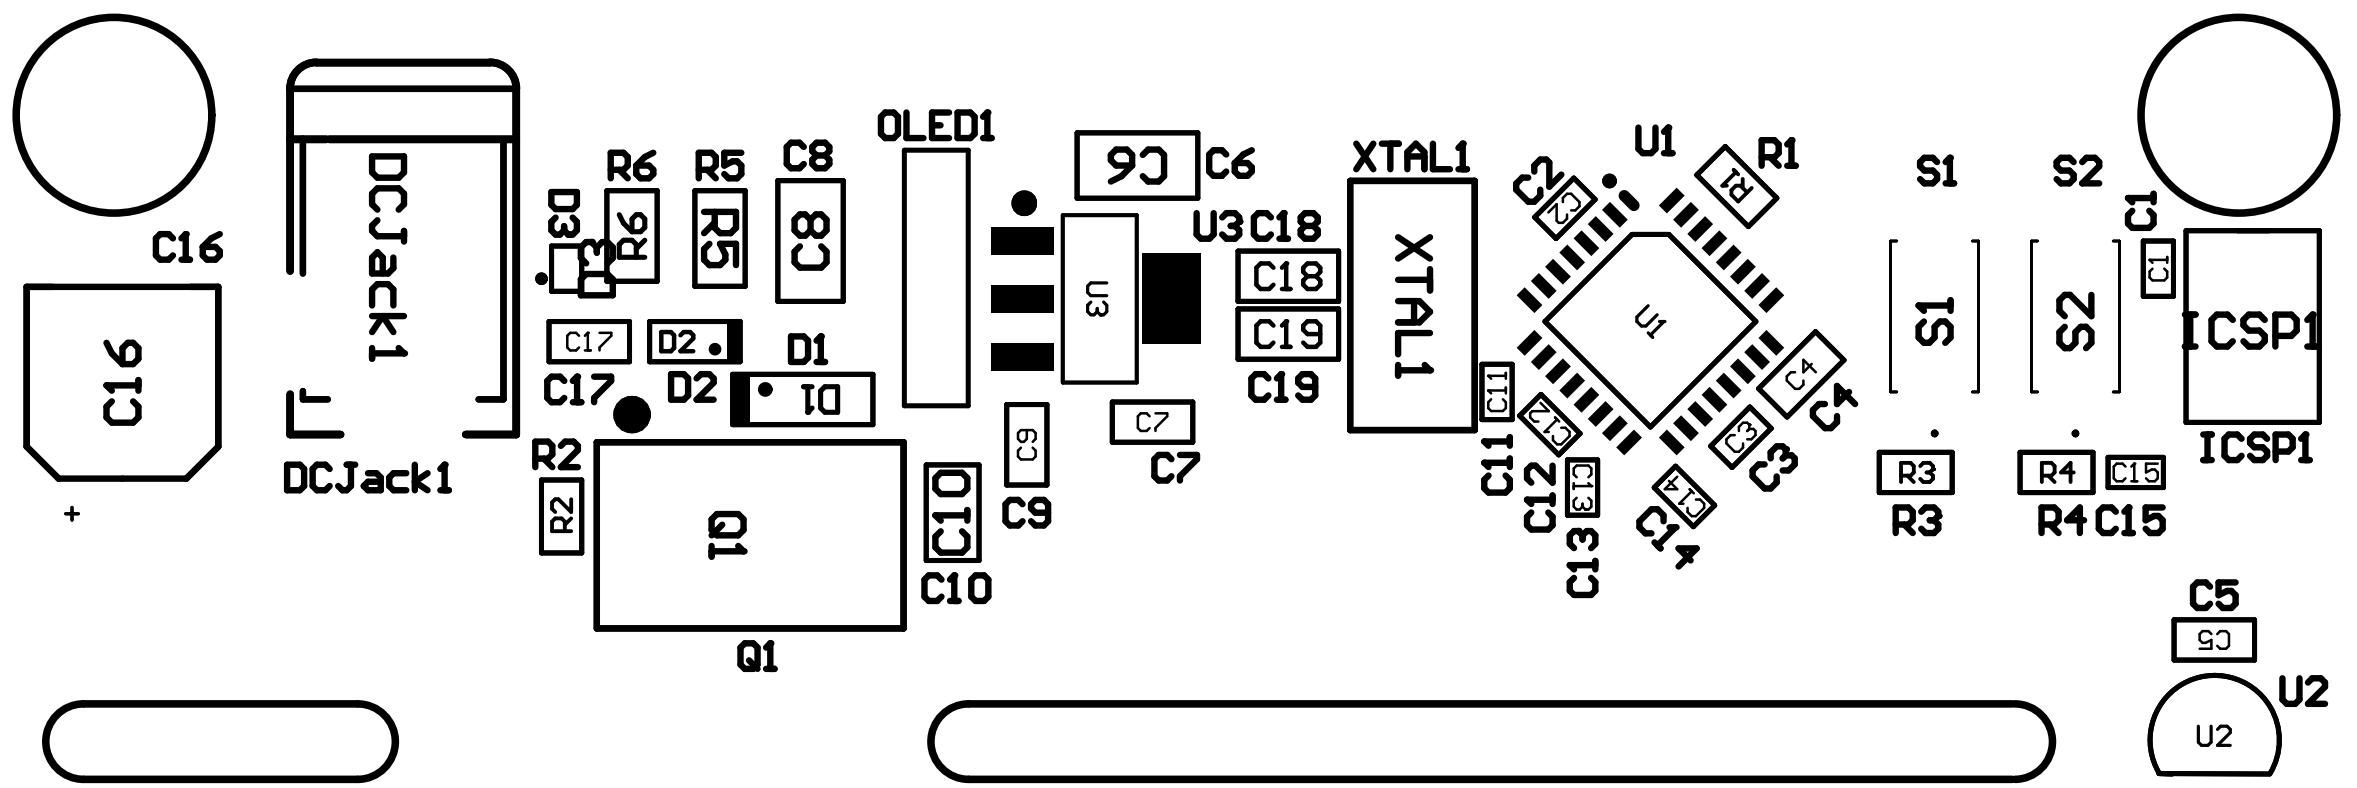 C16
C16
+
DCJack1
DCJack1
D3
D3
R6
R6
R5
R5
C8
C8
C17
C17
D2
D2
D1
D1
R2
R2
Q1
Q1
OLED1
C10
C10
C9
C9
C6
C6
U3
U3
C7
C7
C18
C18
C19
C19
XTAL1
XTAL1
C11
C11
C12
C12
C13
C13
C2
C2
U1
U1
R1
R1
C4
C4
C3
C3
C14
C14
S1
S1
R3
R3
S2
S2
R4
R4
C15
C15
C1
C1
ICSP1
ICSP1
C5
C5
U2
U2